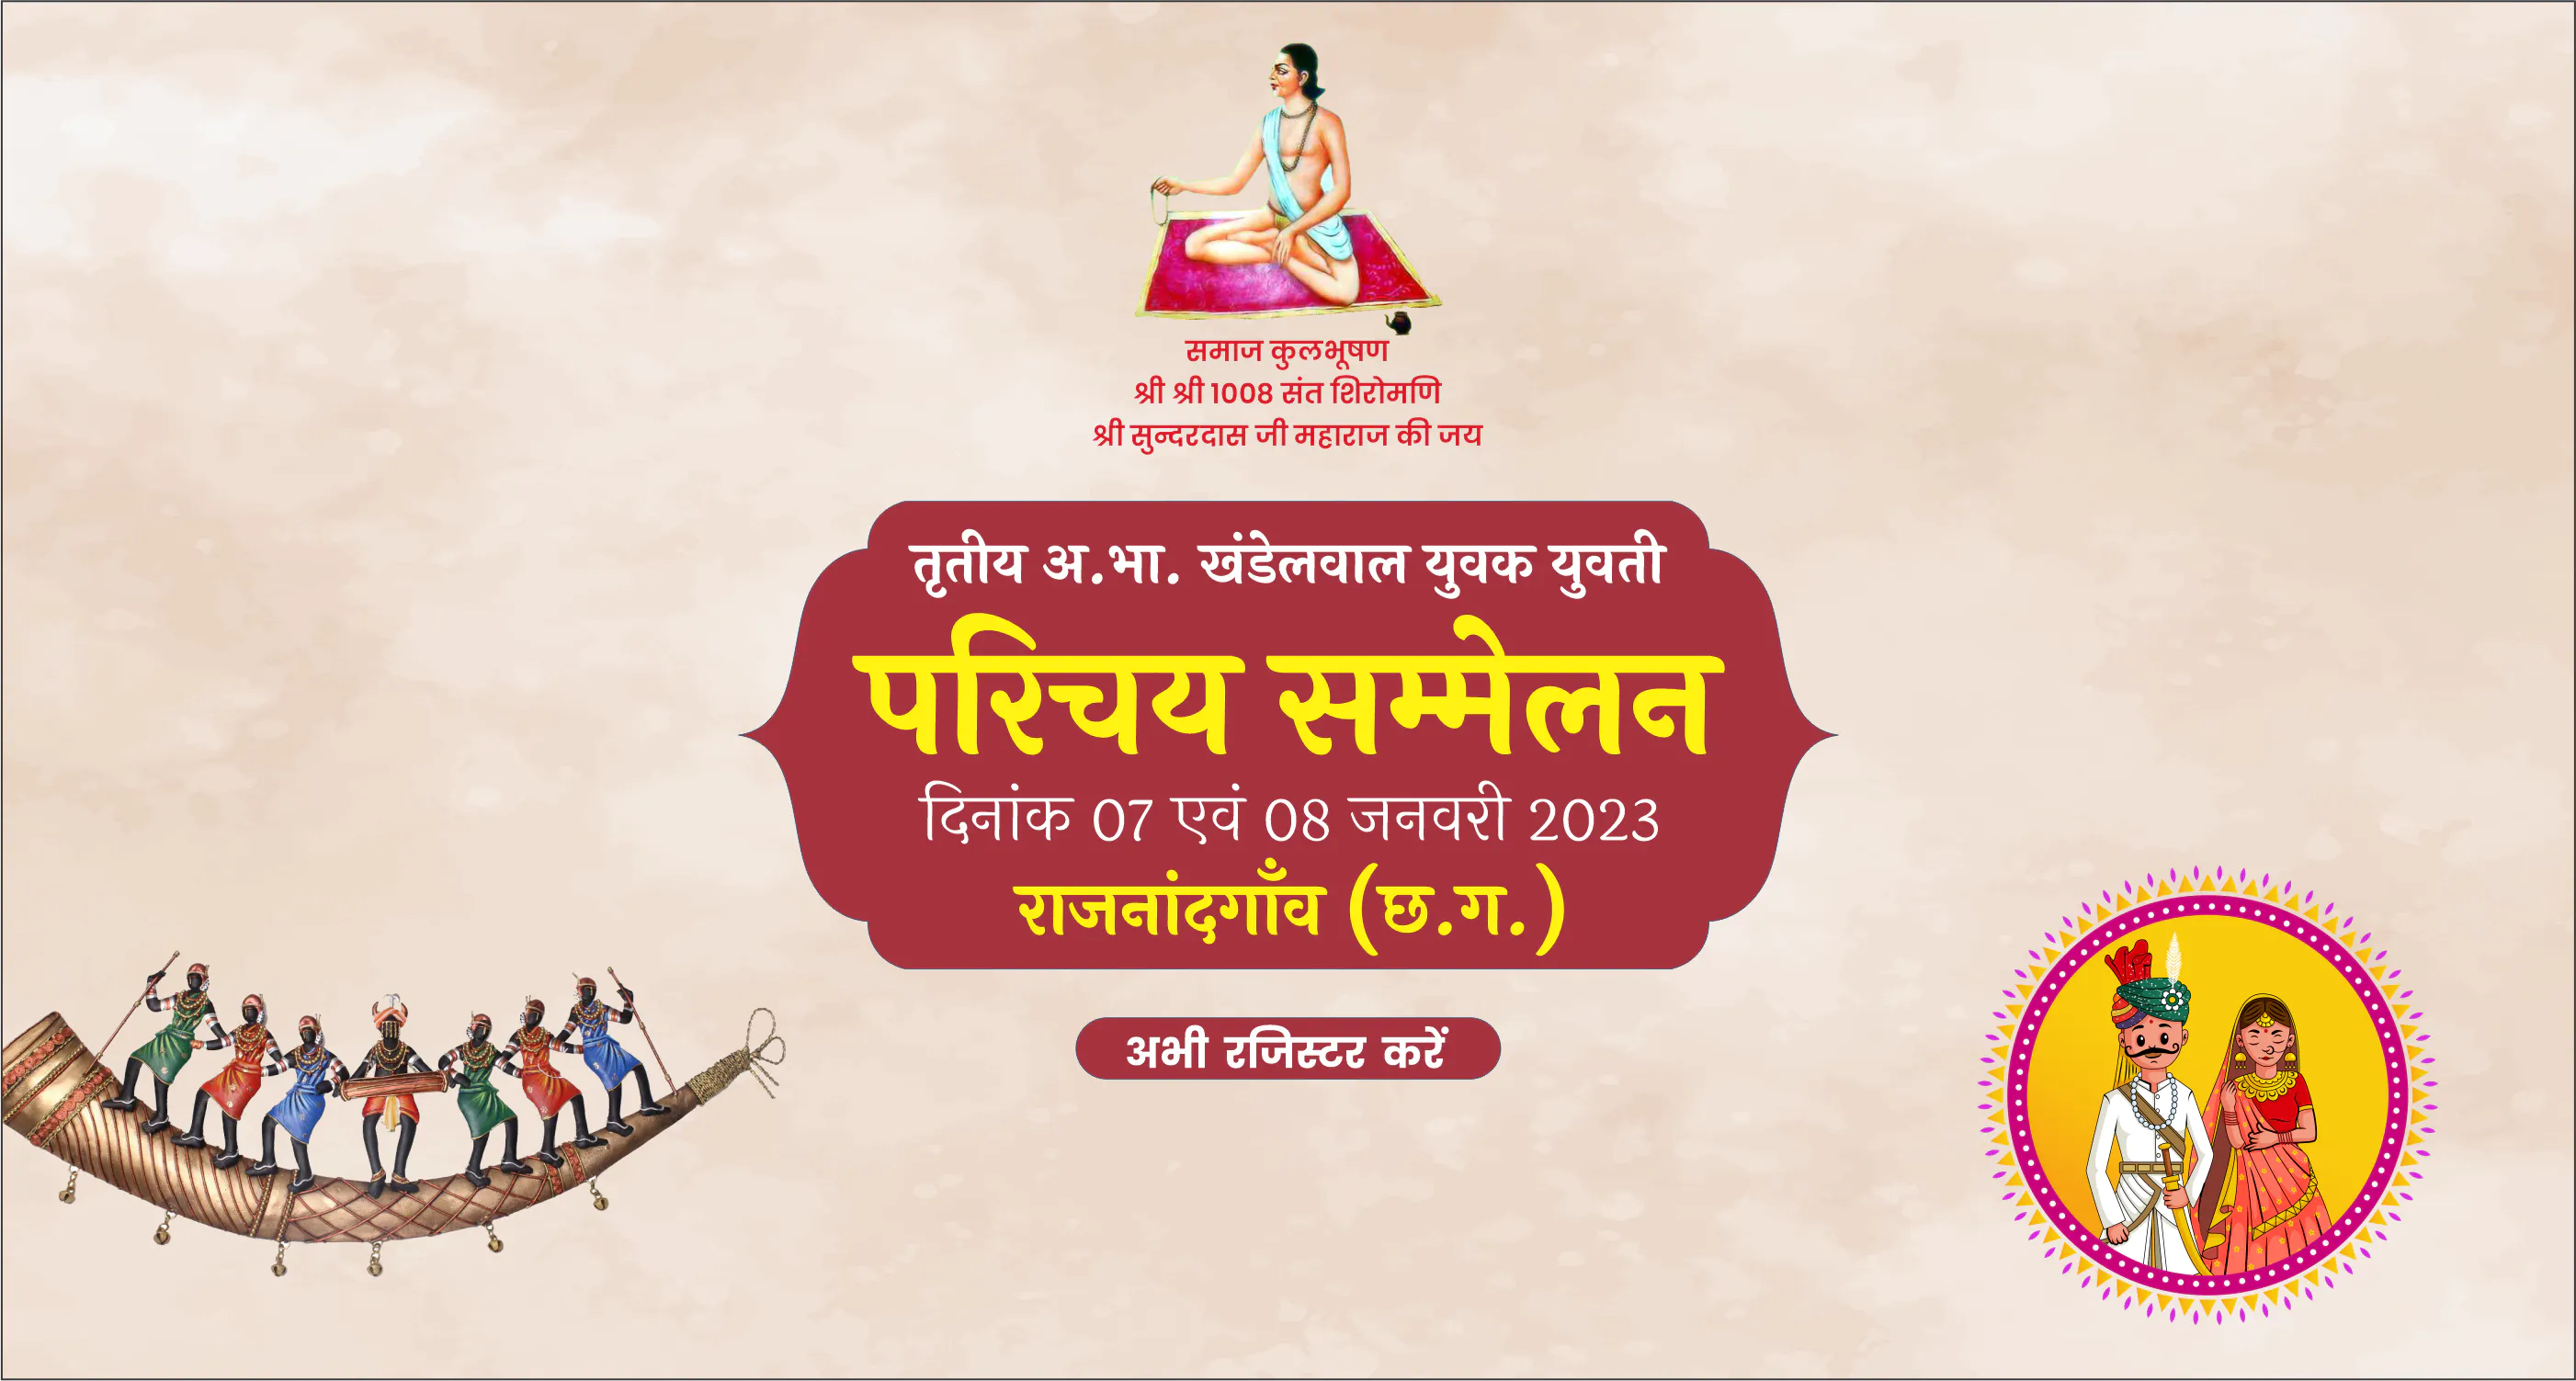 समाज कुलभूषण
श्री श्री 1008 संत शिरोमणि
श्री सुन्दरदास जी महाराज की जय
तृतीय अ.भा. खंडेलवाल युवक युवती
परिचय सम्मेलन
दिनांक 07 एवं 08 जनवरी 2023
राजनांदगाँव (छ.ग.)
अभी रजिस्टर करें